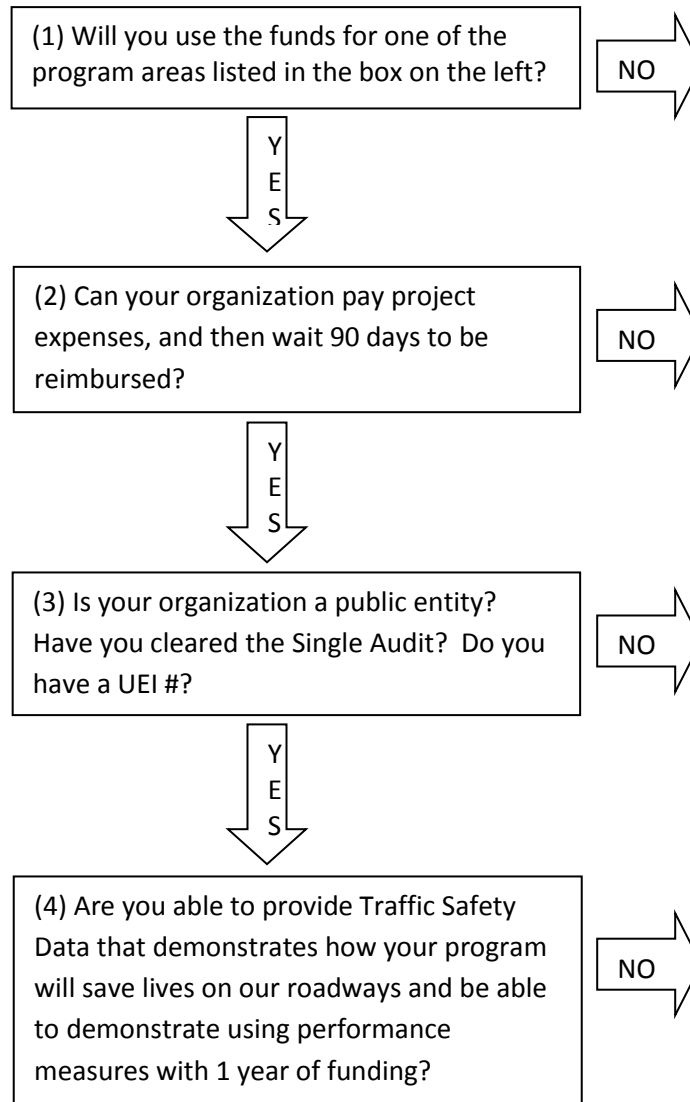 (1) Will you use the funds for one of the
program areas listed in the box on the left?
NO
Y
E
S
(2) Can your organization pay project
expenses, and then wait 90 days to be
reimbursed?
NO
Y
E
S
(3) Is your organization a public entity?
Have you cleared the Single Audit?  Do you
have a UEI #?
NO
Y
E
S
(4) Are you able to provide Traffic Safety
Data that demonstrates how your program
will save lives on our roadways and be able
to demonstrate using performance
measures with 1 year of funding?
NO